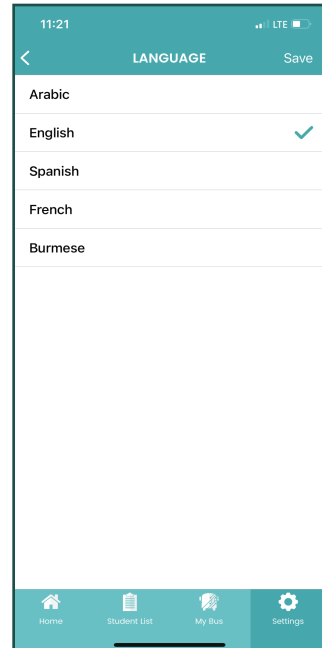 11:21 LTE
LANGUAGE Save
Arabic
English
Spanish
French
Burmese
Home Student List My Bus Settings